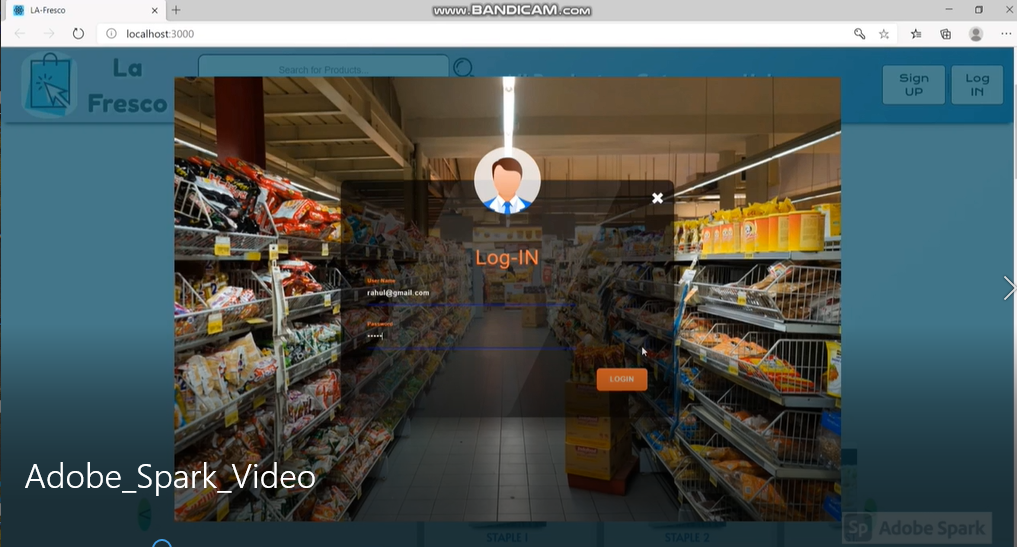 LA-Fresco
www.BANDICAM.com
localhost:3000
La
Fresco
Search for Products...
Sign
UP
Log
IN
Log-IN
User Name
rahul@gmail.com
Password
LOGIN
Adobe_Spark_Video
Sp Adobe Spark
STAPLE 1
STAPLE 2